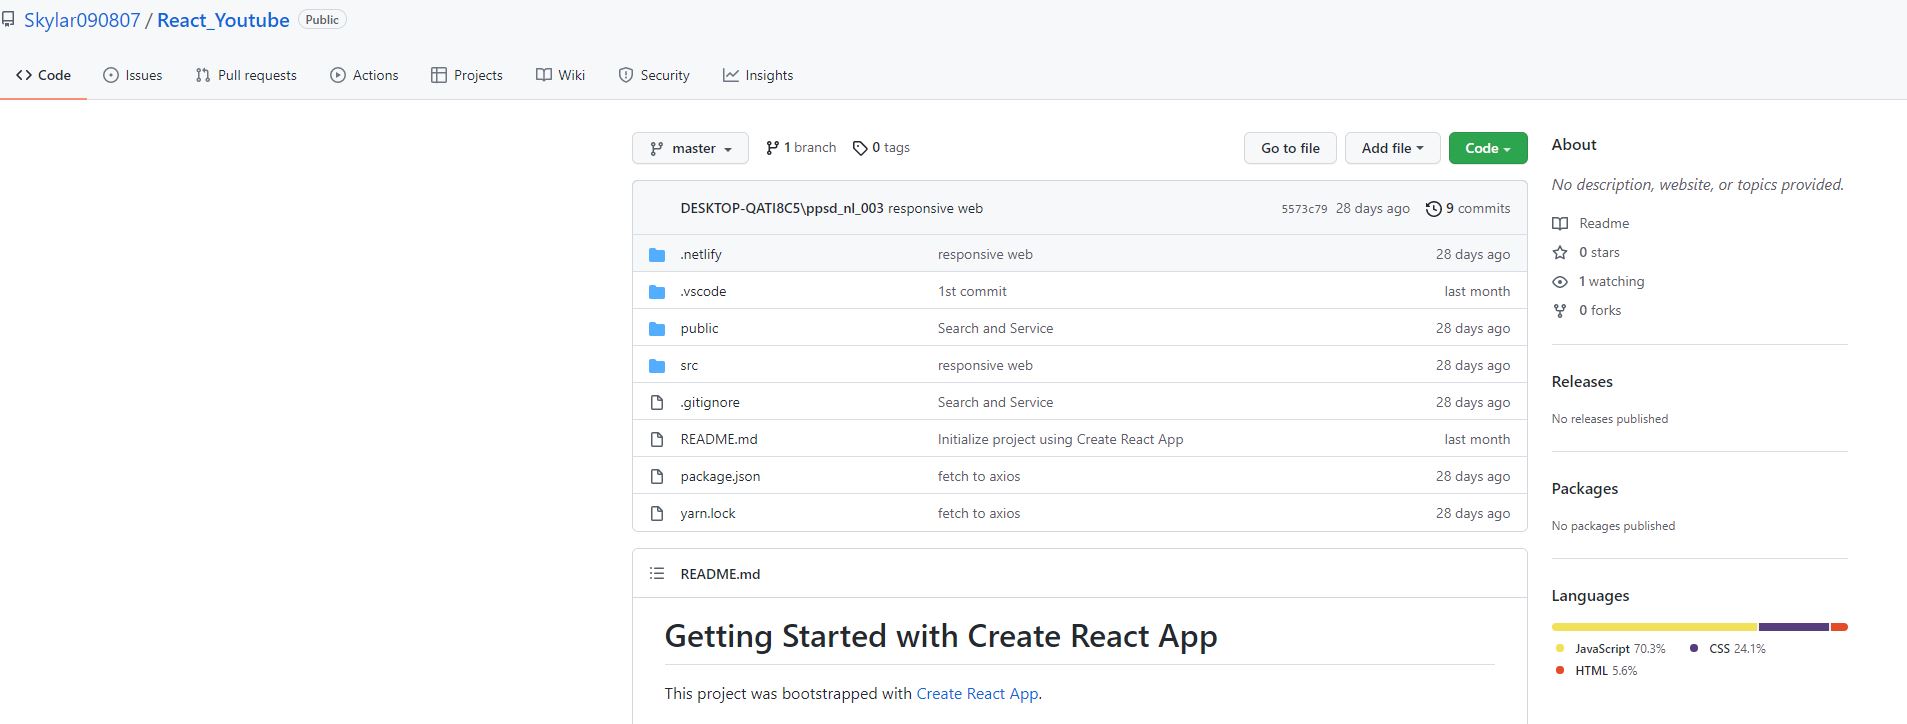 Skylar090807 / React_Youtube Public
Code Issues Pull requests Actions Projects Wiki Security Insights
master 1 branch 0 tags Go to file Add file Code
DESKTOP-QATI8C5\ppsd_nl_003 responsive web 5573c79 28 days ago 9 commits
.netlify responsive web 28 days ago
.vscode 1st commit last month
public Search and Service 28 days ago
src responsive web 28 days ago
.gitignore Search and Service 28 days ago
README.md Initialize project using Create React App last month
package.json fetch to axios 28 days ago
yarn.lock fetch to axios 28 days ago
README.md
Getting Started with Create React App
This project was bootstrapped with Create React App.
About
No description, website, or topics provided.
Readme
0 stars
1 watching
0 forks
Releases
No releases published
Packages
No packages published
Languages
JavaScript 70.3% CSS 24.1%
HTML 5.6%